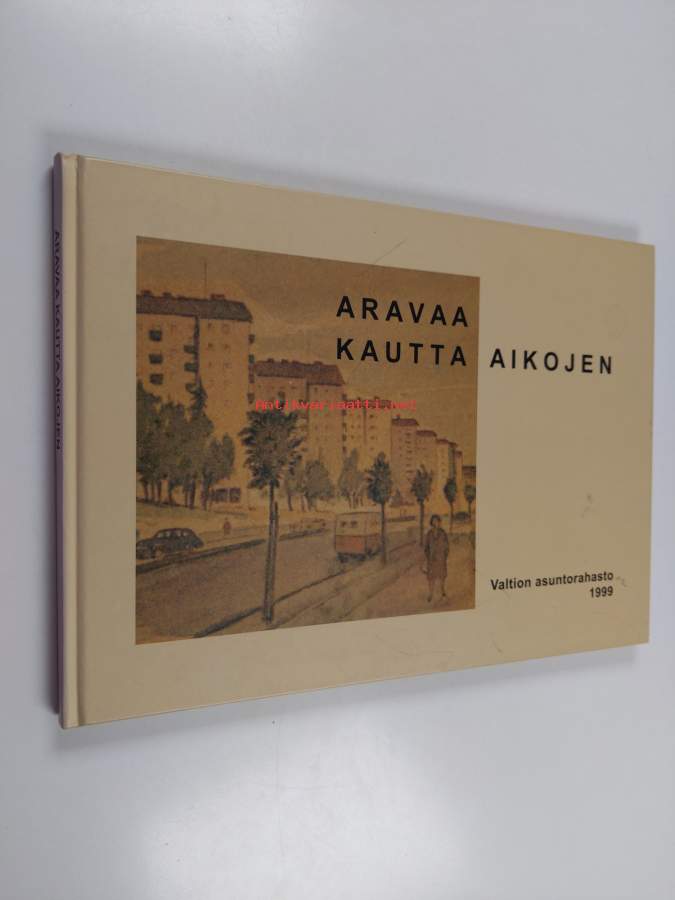 ARAVAA KAUTTA AIKOJEN
ARAVAA
KAUTTA AIKOJEN
Antikvariaatti.net
Valtion asuntorahasto
1999